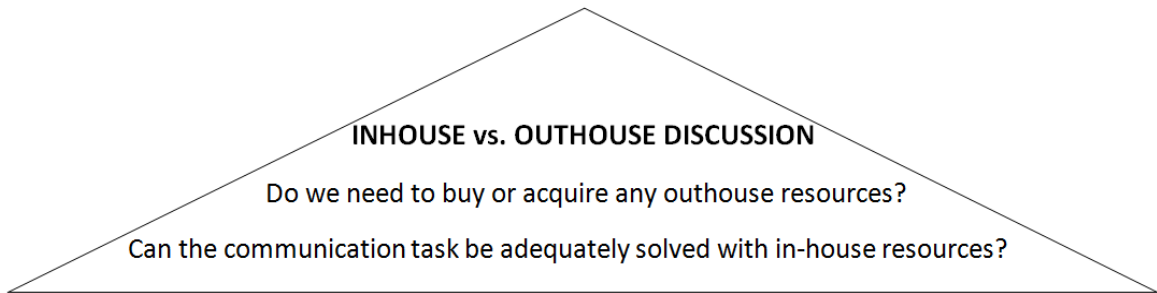 INHOUSE vs. OUTHOUSE DISCUSSION
Do we need to buy or acquire any outhouse resources?
Can the communication task be adequately solved with in-house resources?